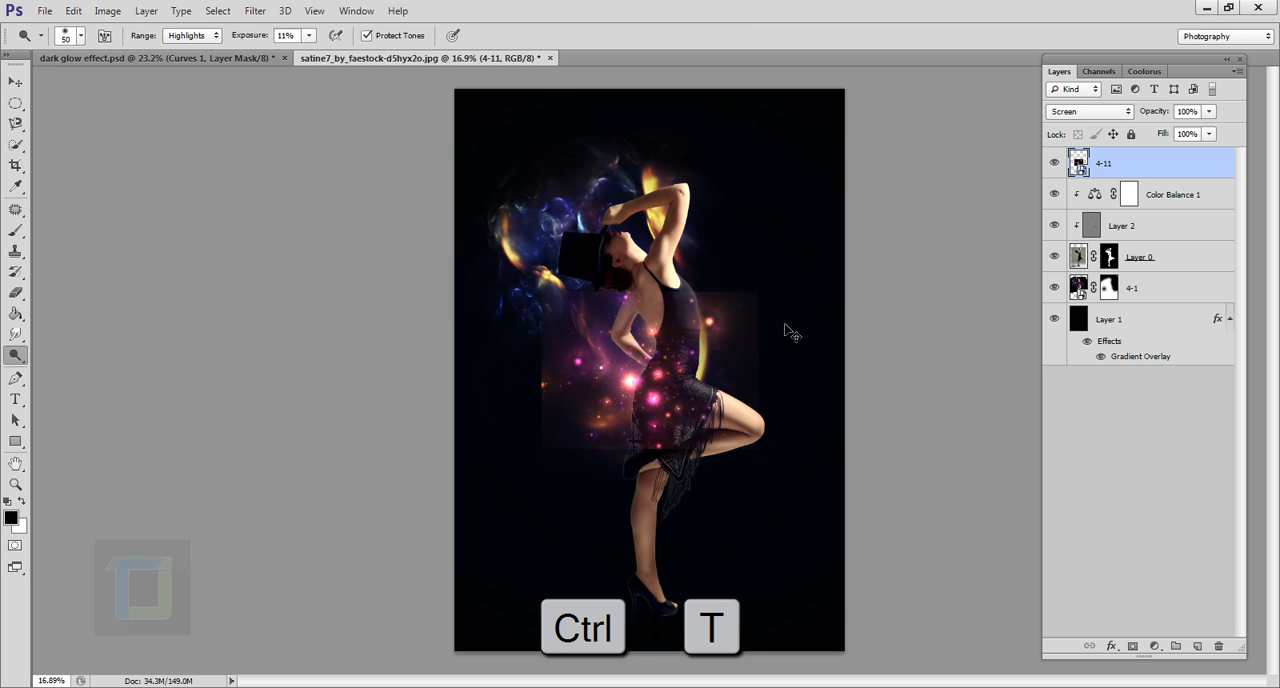 Ps File Edit Image Layer Type Select Filter 3D View Window Help
50 Range: Highlights Exposure: 11% Protect Tones Photography
dark glow effect.psd @ 23.2% (Curves 1, Layer Mask/8) * × satine7_by_faestock-d5hyx2o.jpg @ 16.9% (4-11, RGB/8) * ×
Layers Channels Coolorus
Kind
Screen Opacity: 100%
Lock: Fill: 100%
4-11
Color Balance 1
Layer 2
Layer 0
4-1
Layer 1 fx
Effects
Gradient Overlay
Ctrl T
fx
16.89% Doc: 34.3M/149.0M